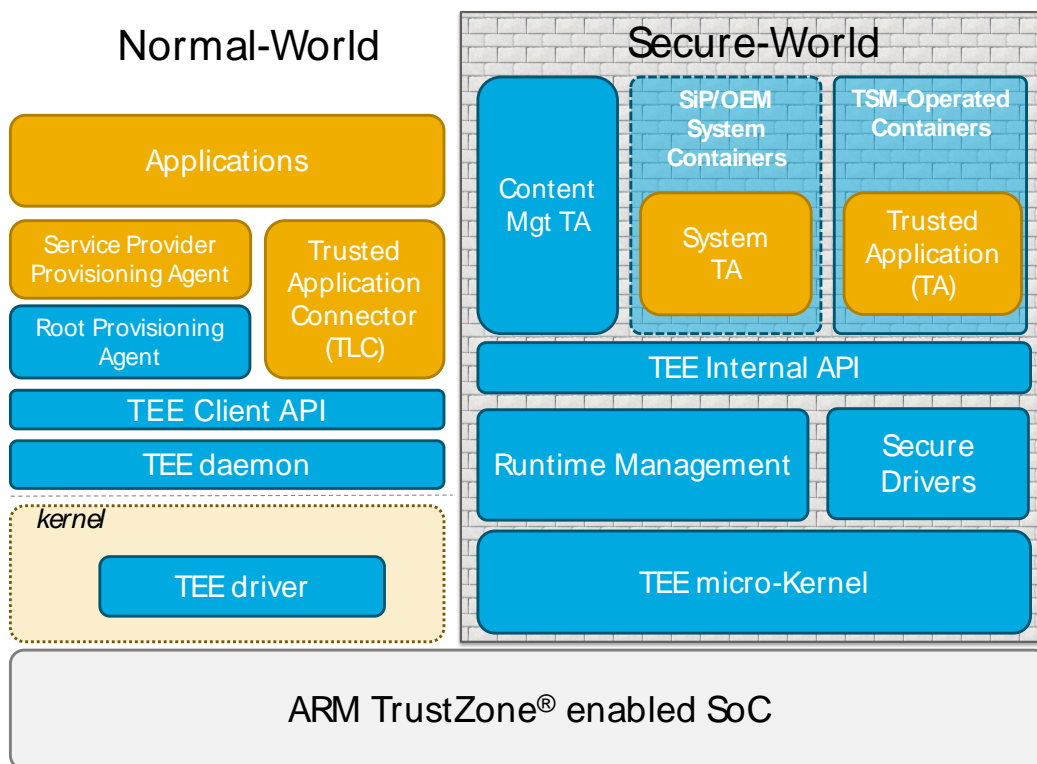 Normal-World
Applications
Service Provider
Provisioning Agent
Root Provisioning
Agent
Trusted
Application
Connector
(TLC)
TEE Client API
TEE daemon
kernel
TEE driver
Secure-World
Content
Mgt TA
SiP/OEM
System
Containers
System
TA
TSM-Operated
Containers
Trusted
Application
(TA)
TEE Internal API
Runtime Management
Secure
Drivers
TEE micro-Kernel
ARM TrustZone® enabled SoC